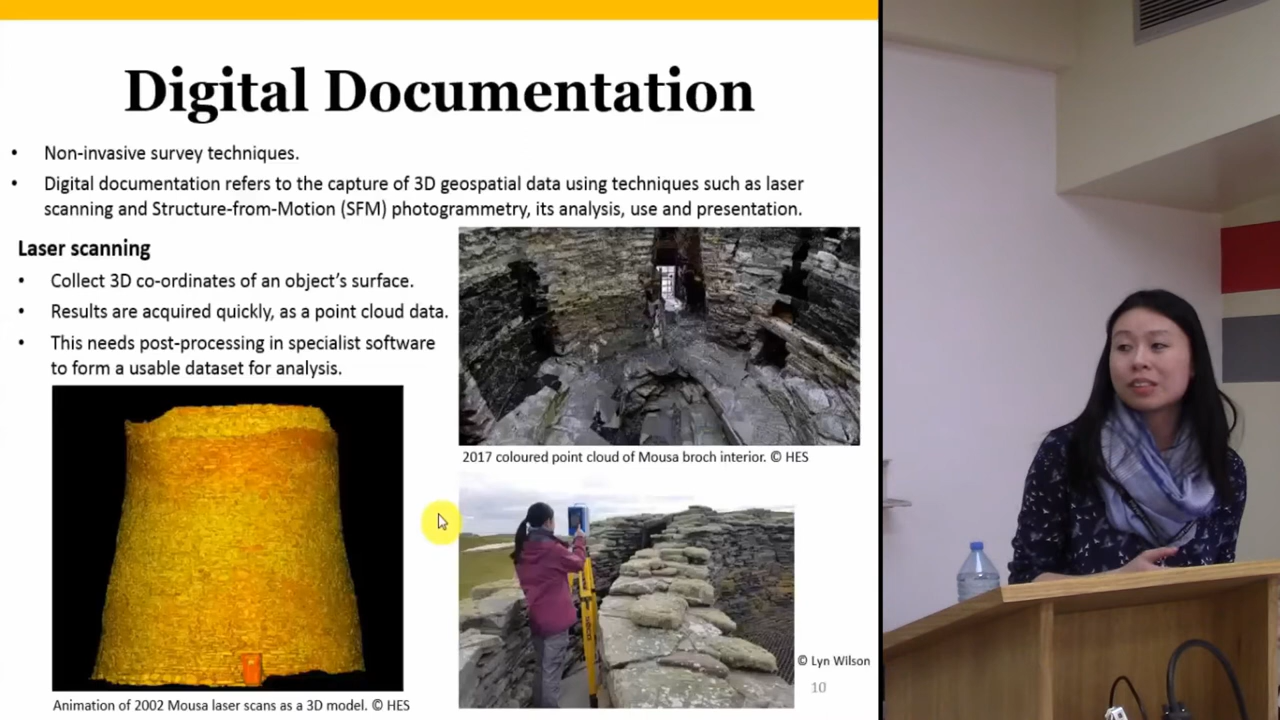 Digital Documentation
• Non-invasive survey techniques.
• Digital documentation refers to the capture of 3D geospatial data using techniques such as laser
scanning and Structure-from-Motion (SFM) photogrammetry, its analysis, use and presentation.
Laser scanning
• Collect 3D co-ordinates of an object’s surface.
• Results are acquired quickly, as a point cloud data.
• This needs post-processing in specialist software
to form a usable dataset for analysis.
2017 coloured point cloud of Mousa broch interior. © HES
© Lyn Wilson
10
Animation of 2002 Mousa laser scans as a 3D model. © HES